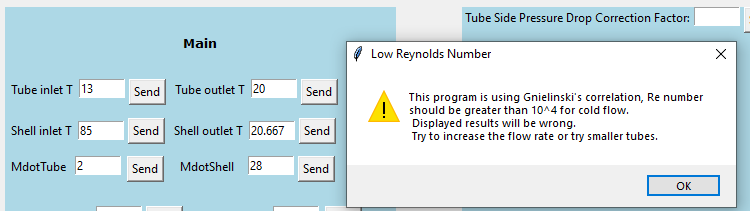 Tube Side Pressure Drop Correction Factor:
Main
Low Reynolds Number
Tube inlet T 13 Send Tube outlet T 20 Send
This program is using Gnielinski's correlation, Re number
should be greater than 10^4 for cold flow.
Displayed results will be wrong.
Try to increase the flow rate or try smaller tubes.
Shell inlet T 85 Send Shell outlet T 20.667 Send
MdotTube 2 Send MdotShell 28 Send
OK